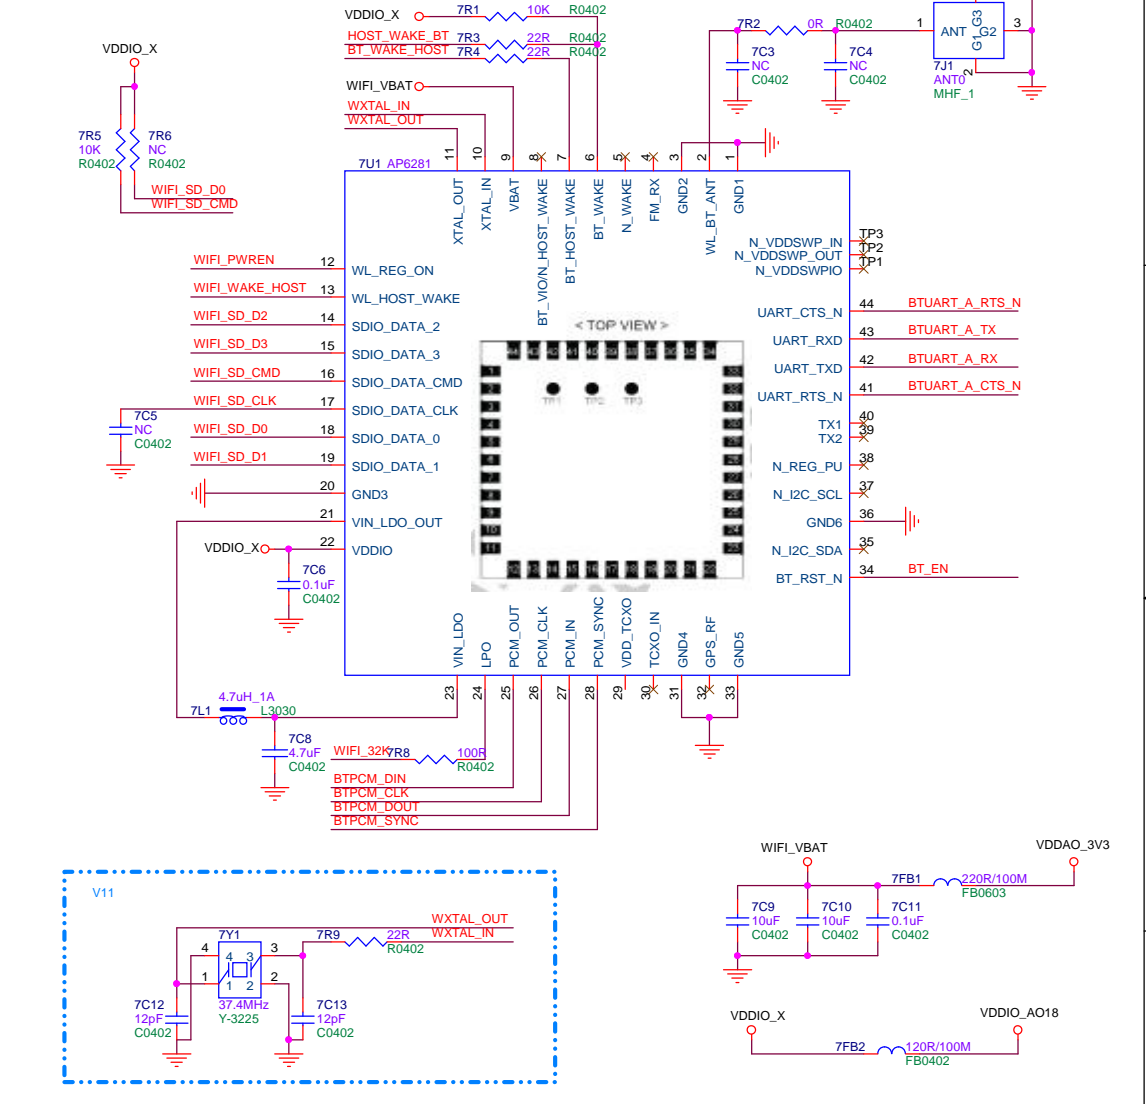 VDDIO_X
7R1 10K R0402
HOST_WAKE_BT
7R3 22R R0402
BT_WAKE_HOST
7R4 22R R0402
WIFI_VBAT
WXTAL_IN
WXTAL_OUT
7R2 0R R0402
7C3
NC
C0402
7C4
NC
C0402
1
ANT
G3
G1
G2
3
2
7J1
ANT0
MHF_1
VDDIO_X
7R5
10K
R0402
7R6
NC
R0402
WIFI_SD_D0
WIFI_SD_CMD
7U1 AP6281
11
10
9
8
7
6
5
4
3
2
1
XTAL_OUT
XTAL_IN
VBAT
BT_VIO/N_HOST_WAKE
BT_HOST_WAKE
BT_WAKE
N_WAKE
FM_RX
GND2
WL_BT_ANT
GND1
WIFI_PWREN 12 WL_REG_ON
WIFI_WAKE_HOST 13 WL_HOST_WAKE
WIFI_SD_D2 14 SDIO_DATA_2
WIFI_SD_D3 15 SDIO_DATA_3
WIFI_SD_CMD 16 SDIO_DATA_CMD
WIFI_SD_CLK 17 SDIO_DATA_CLK
WIFI_SD_D0 18 SDIO_DATA_0
WIFI_SD_D1 19 SDIO_DATA_1
20 GND3
21 VIN_LDO_OUT
VDDIO_X 22 VDDIO
7C5
NC
C0402
7C6
0.1uF
C0402
< TOP VIEW >
TP1 TP2 TP3
N_VDDSWP_IN TP3
N_VDDSWP_OUT TP2
N_VDDSWPIO TP1
UART_CTS_N 44 BTUART_A_RTS_N
UART_RXD 43 BTUART_A_TX
UART_TXD 42 BTUART_A_RX
UART_RTS_N 41 BTUART_A_CTS_N
TX1 40
TX2 39
N_REG_PU 38
N_I2C_SCL 37
GND6 36
N_I2C_SDA 35
BT_RST_N 34 BT_EN
VIN_LDO
LPO
PCM_OUT
PCM_CLK
PCM_IN
PCM_SYNC
VDD_TCXO
TCXO_IN
GND4
GPS_RF
GND5
23
24
25
26
27
28
29
30
31
32
33
4.7uH_1A
7L1 L3030
7C8
4.7uF
C0402
WIFI_32K 7R8 100R
R0402
BTPCM_DIN
BTPCM_CLK
BTPCM_DOUT
BTPCM_SYNC
V11
WXTAL_OUT
WXTAL_IN
7Y1
7R9 22R
R0402
4 4 3 3
1 1 2 2
37.4MHz
Y-3225
7C12
12pF
C0402
7C13
12pF
C0402
WIFI_VBAT
VDDAO_3V3
7FB1 220R/100M
FB0603
7C9
10uF
C0402
7C10
10uF
C0402
7C11
0.1uF
C0402
VDDIO_X
VDDIO_AO18
7FB2 120R/100M
FB0402